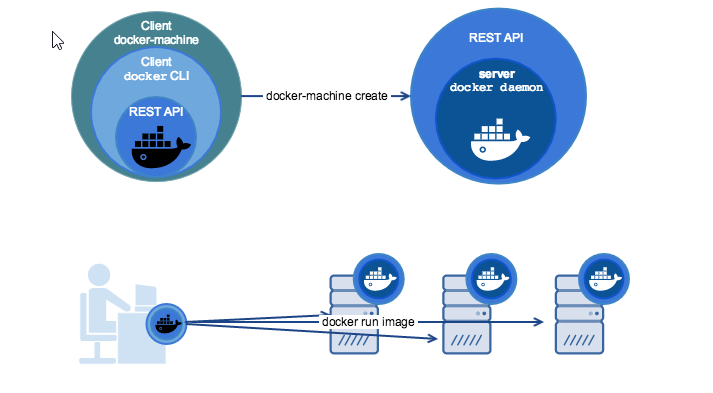 Client
docker-machine
Client
docker CLI
REST API
docker-machine create
REST API
server
docker daemon
docker run image